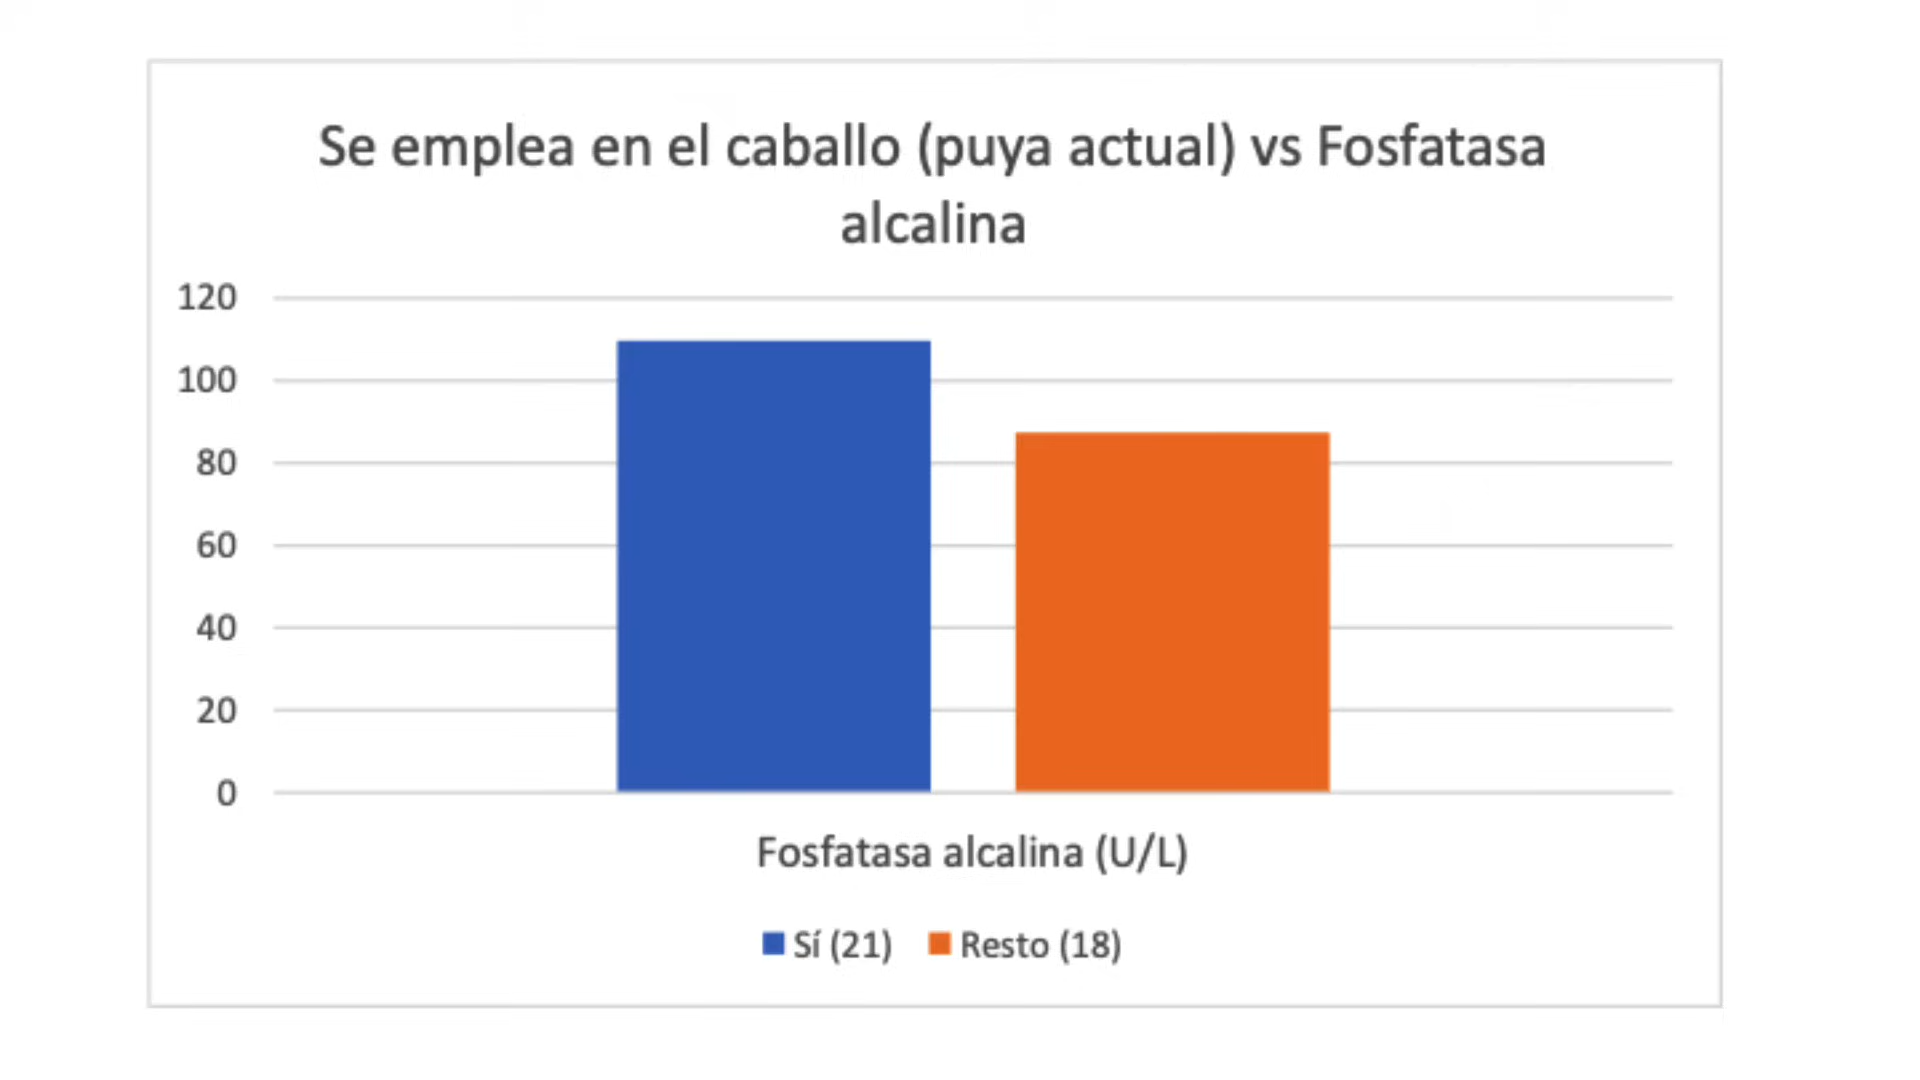 Se emplea en el caballo (puya actual) vs Fosfatasa
alcalina
120
100
80
60
40
20
0
Fosfatasa alcalina (U/L)
Sí (21) Resto (18)